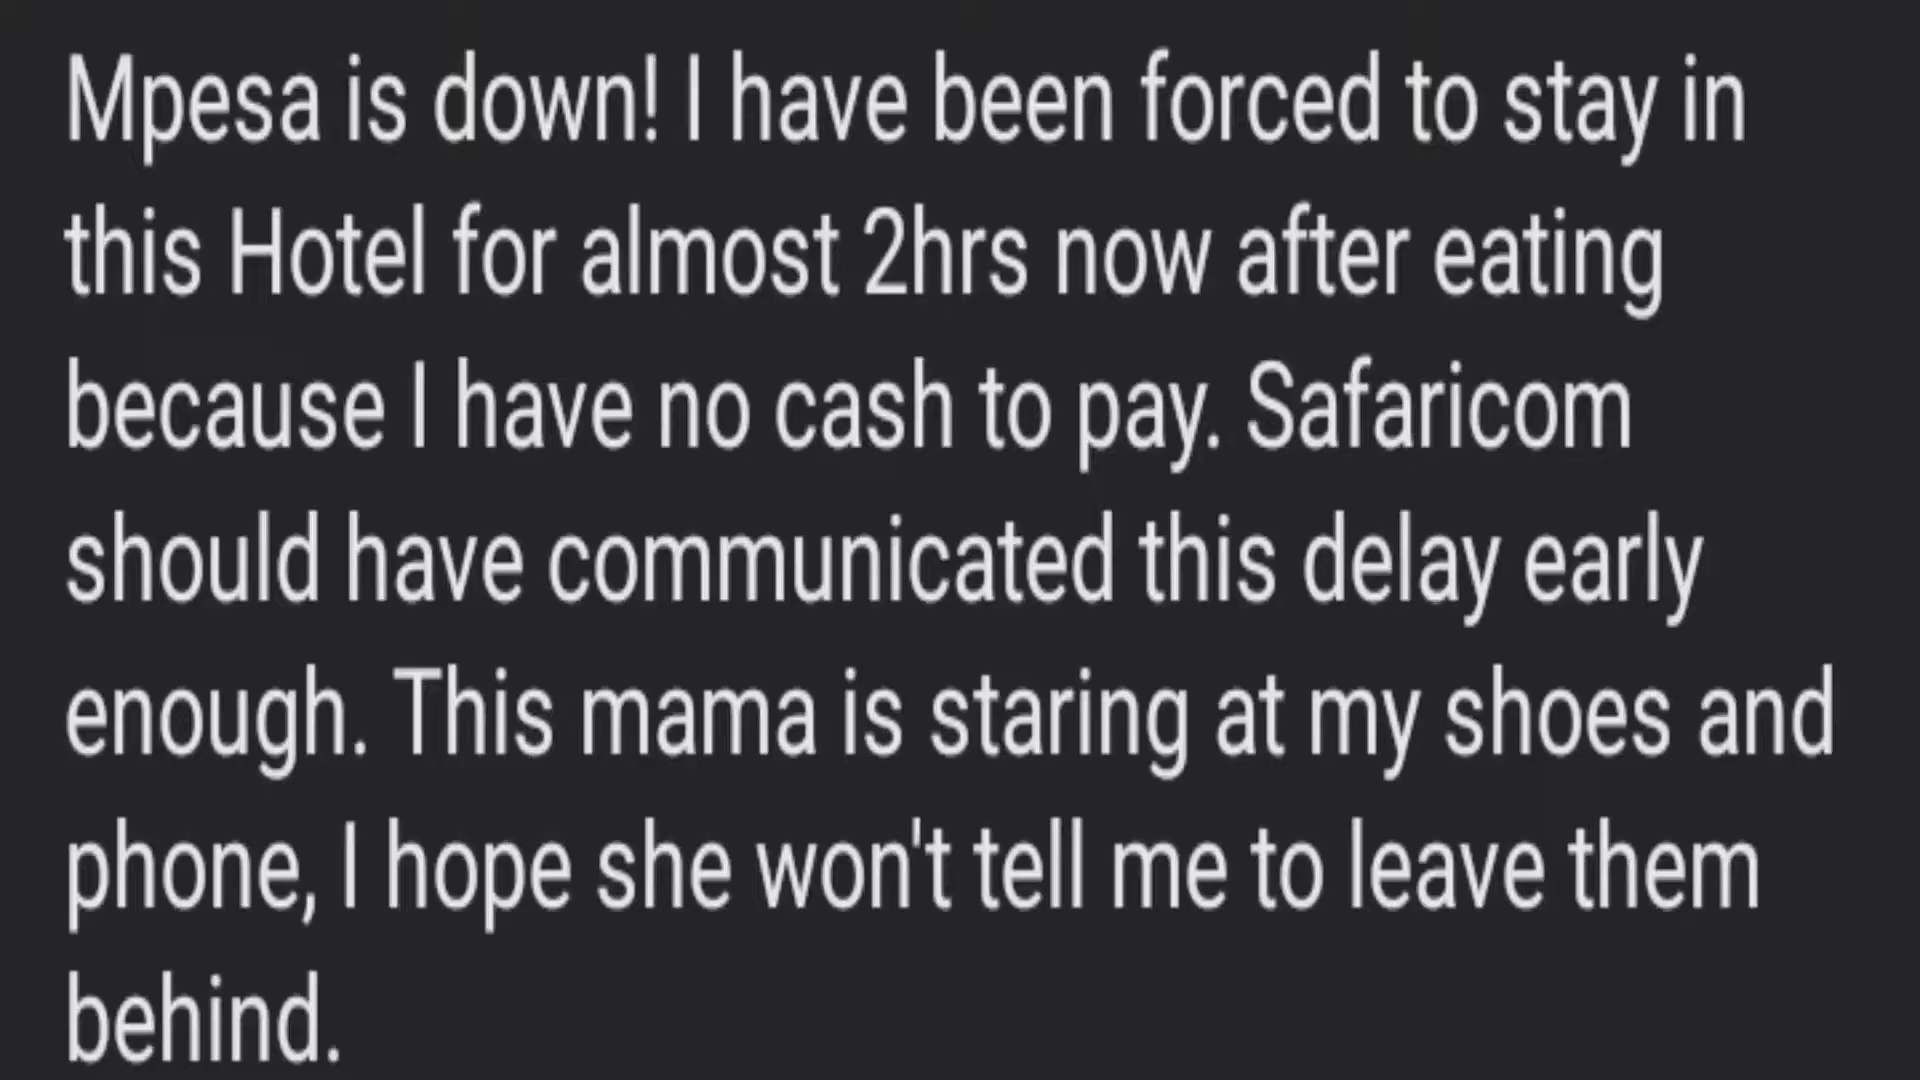 Mpesa is down! I have been forced to stay in
this Hotel for almost 2hrs now after eating
because I have no cash to pay. Safaricom
should have communicated this delay early
enough. This mama is staring at my shoes and
phone, I hope she won't tell me to leave them
behind.